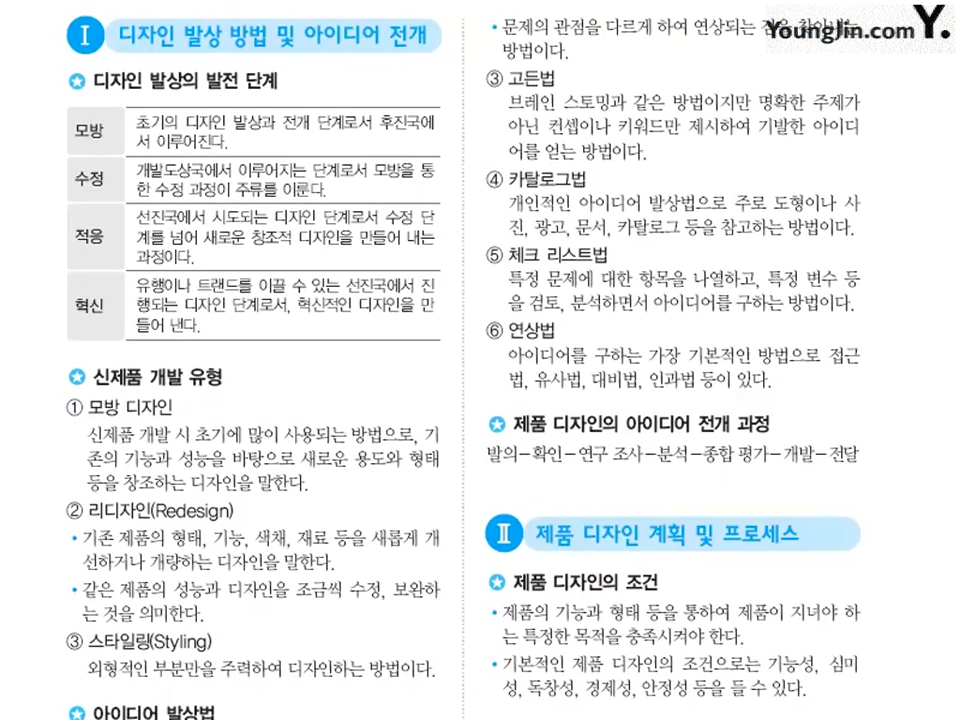 Ⅰ 디자인 발상 방법 및 아이디어 전개
디자인 발상의 발전 단계
모방 초기의 디자인 발상과 전개 단계로서 후진국에
서 이루어진다.
수정 개발도상국에서 이루어지는 단계로서 모방을 통
한 수정 과정이 주류를 이룬다.
적응 선진국에서 시도되는 디자인 단계로서 수정 단
계를 넘어 새로운 창조적 디자인을 만들어 내는
과정이다.
혁신 유행이나 트랜드를 이끌 수 있는 선진국에서 진
행되는 디자인 단계로서, 혁신적인 디자인을 만
들어 낸다.
신제품 개발 유형
① 모방 디자인
신제품 개발 시 초기에 많이 사용되는 방법으로, 기
존의 기능과 성능을 바탕으로 새로운 용도와 형태
등을 창조하는 디자인을 말한다.
② 리디자인(Redesign)
• 기존 제품의 형태, 기능, 색채, 재료 등을 새롭게 개
선하거나 개량하는 디자인을 말한다.
• 같은 제품의 성능과 디자인을 조금씩 수정, 보완하
는 것을 의미한다.
③ 스타일링(Styling)
외형적인 부분만을 주력하여 디자인하는 방법이다.
아이디어 발상법
• 문제의 관점을 다르게 하여 연상되는
방법이다.
③ 고든법
브레인 스토밍과 같은 방법이지만 명확한 주제가
아닌 컨셉이나 키워드만 제시하여 기발한 아이디
어를 얻는 방법이다.
④ 카탈로그법
개인적인 아이디어 발상법으로 주로 도형이나 사
진, 광고, 문서, 카탈로그 등을 참고하는 방법이다.
⑤ 체크 리스트법
특정 문제에 대한 항목을 나열하고, 특정 변수 등
을 검토, 분석하면서 아이디어를 구하는 방법이다.
⑥ 연상법
아이디어를 구하는 가장 기본적인 방법으로 접근
법, 유사법, 대비법, 인과법 등이 있다.
제품 디자인의 아이디어 전개 과정
발의–확인–연구 조사–분석–종합 평가–개발–전달
Ⅱ 제품 디자인 계획 및 프로세스
제품 디자인의 조건
• 제품의 기능과 형태 등을 통하여 제품이 지녀야 하
는 특정한 목적을 충족시켜야 한다.
• 기본적인 제품 디자인의 조건으로는 기능성, 심미
성, 독창성, 경제성, 안정성 등을 들 수 있다.
YoungJin.com Y.